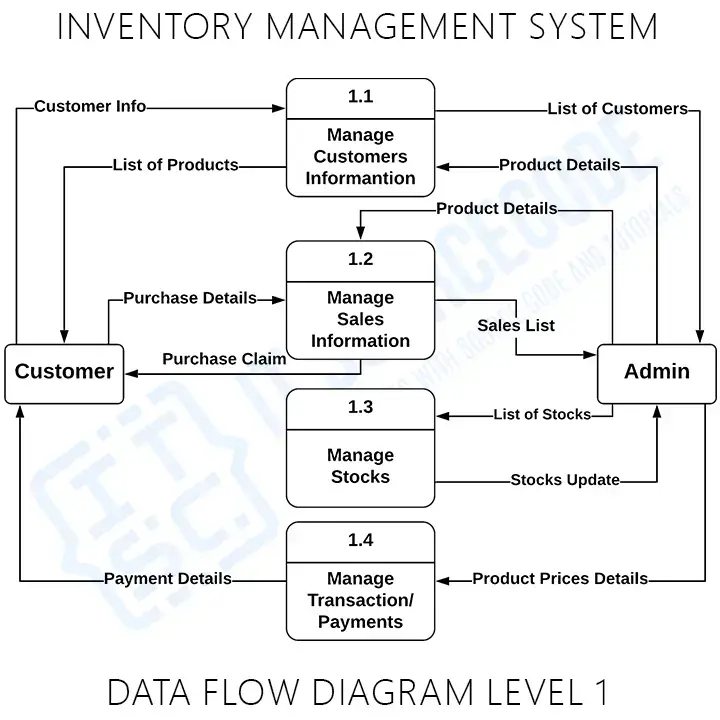 INVENTORY MANAGEMENT SYSTEM
1.1
Customer Info
List of Customers
Manage
Customers
Informantion
List of Products
Product Details
Product Details
1.2
Purchase Details
Manage
Sales
Information
Sales List
Purchase Claim
Customer
Admin
1.3
List of Stocks
Manage
Stocks
Stocks Update
1.4
Payment Details
Manage
Transaction/
Payments
Product Prices Details
DATA FLOW DIAGRAM LEVEL 1